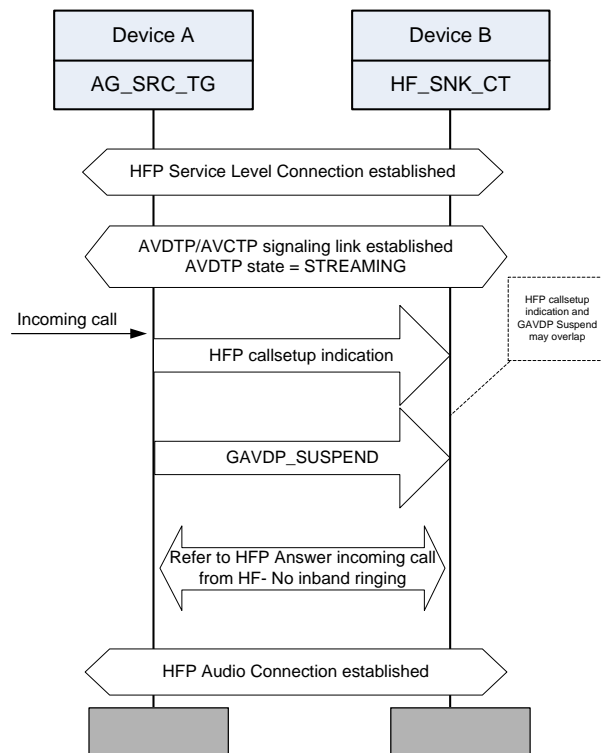 Device A
Device B
AG_SRC_TG
HF_SNK_CT
HFP Service Level Connection established
AVDTP/AVCTP signaling link established
AVDTP state = STREAMING
HFP callsetup
indication and
GAVDP Suspend
may overlap
Incoming call
HFP callsetup indication
GAVDP_SUSPEND
Refer to HFP Answer incoming call
from HF- No inband ringing
HFP Audio Connection established